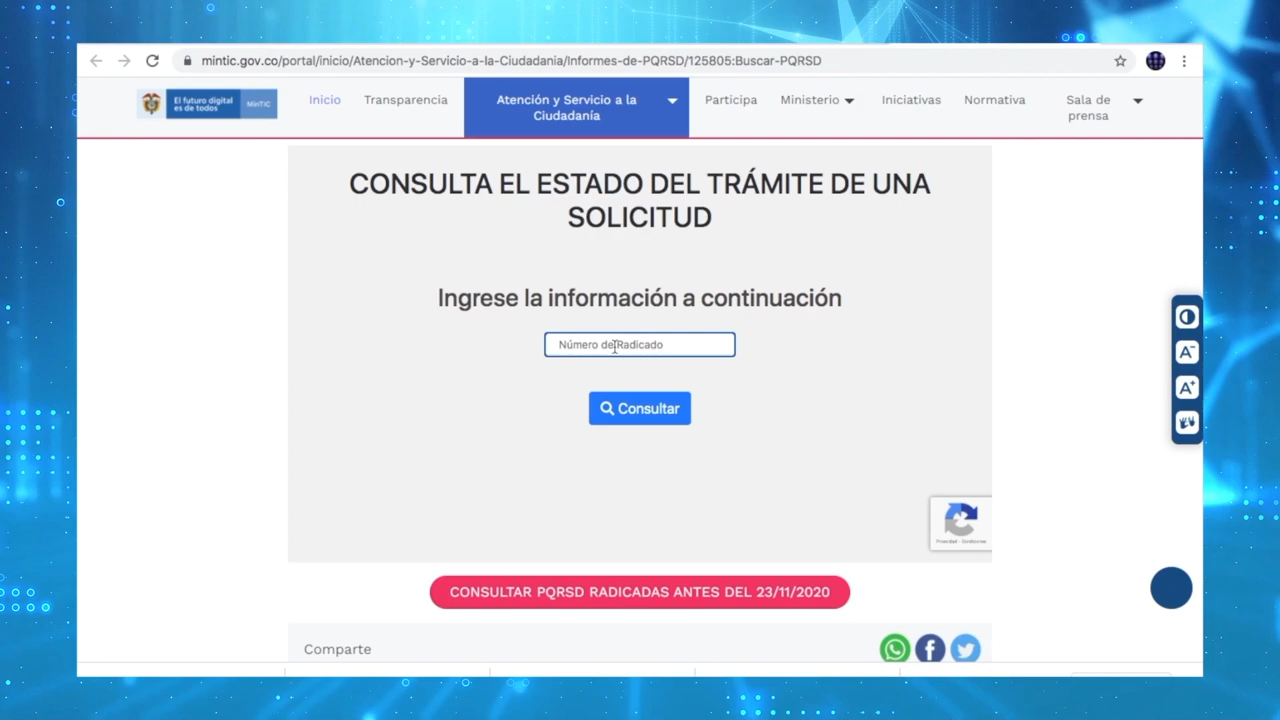 mintic.gov.co/portal/inicio/Atencion-y-Servicio-a-la-Ciudadania/Informes-de-PQRSD/125805:Buscar-PQRSD
El futuro digital
es de todos
MinTIC
Inicio
Transparencia
Atención y Servicio a la
Ciudadanía
Participa
Ministerio
Iniciativas
Normativa
Sala de
prensa
CONSULTA EL ESTADO DEL TRÁMITE DE UNA
SOLICITUD
Ingrese la información a continuación
Número de Radicado
Consultar
A-
A+
Privacidad - Condiciones
CONSULTAR PQRSD RADICADAS ANTES DEL 23/11/2020
Comparte